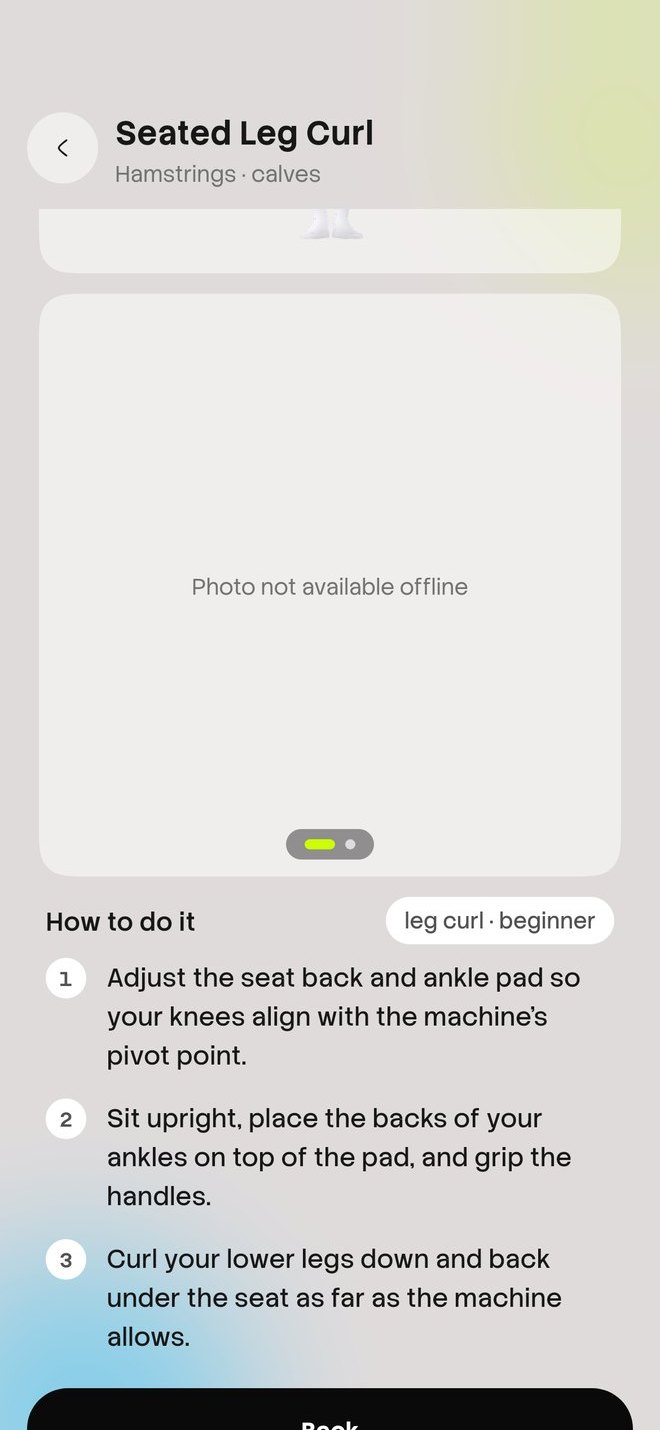 Seated Leg Curl
Hamstrings · calves
Photo not available offline
How to do it
leg curl · beginner
1
Adjust the seat back and ankle pad so
your knees align with the machine’s
pivot point.
2
Sit upright, place the backs of your
ankles on top of the pad, and grip the
handles.
3
Curl your lower legs down and back
under the seat as far as the machine
allows.